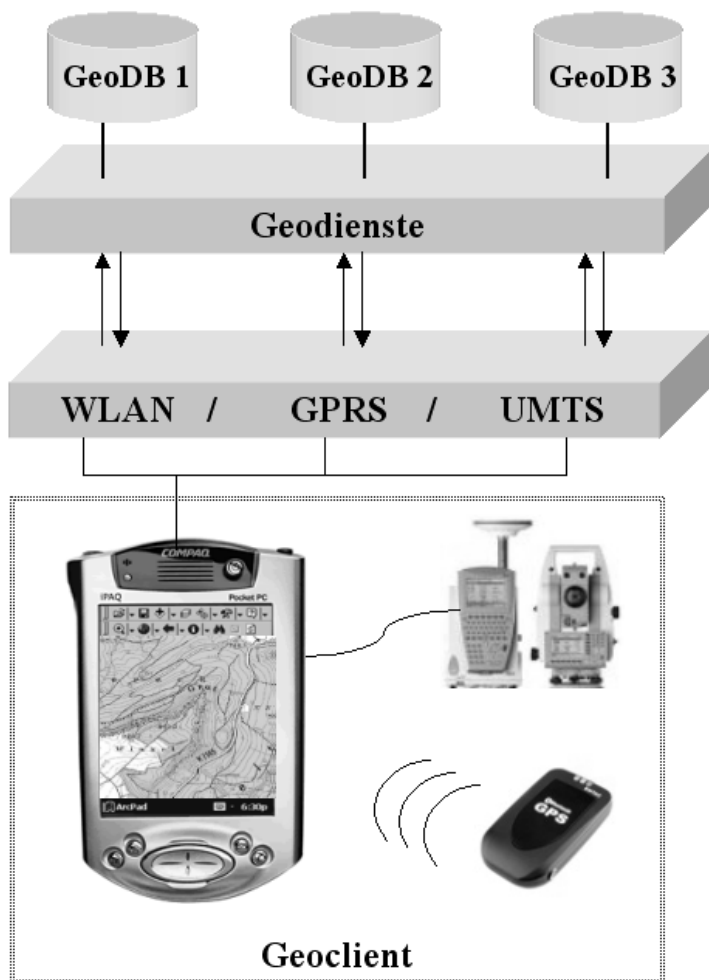 GeoDB 1 GeoDB 2 GeoDB 3
Geodienste
WLAN / GPRS / UMTS
COMPAQ
iPAQ Pocket PC
ArcPad 6:30p
GPS
Geoclient